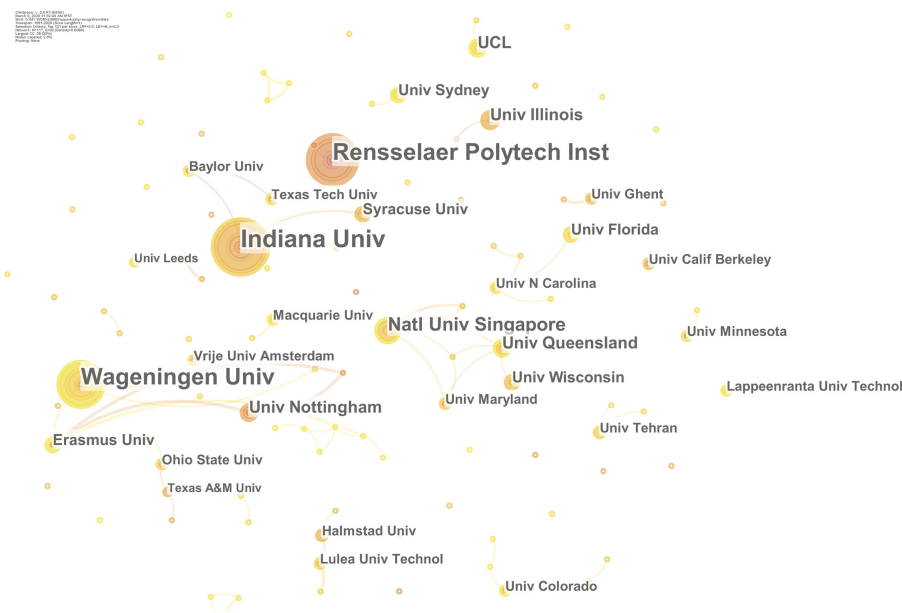 UCL
Univ Sydney
Univ Illinois
Rensselaer Polytech Inst
Baylor Univ
Texas Tech Univ
Univ Ghent
Syracuse Univ
Indiana Univ
Univ Florida
Univ Leeds
Univ Calif Berkeley
Univ N Carolina
Macquarie Univ
Natl Univ Singapore
Univ Minnesota
Univ Queensland
Vrije Univ Amsterdam
Wageningen Univ
Univ Wisconsin
Lappeenranta Univ Technol
Univ Maryland
Univ Nottingham
Univ Tehran
Erasmus Univ
Ohio State Univ
Texas A&M Univ
Halmstad Univ
Lulea Univ Technol
Univ Colorado